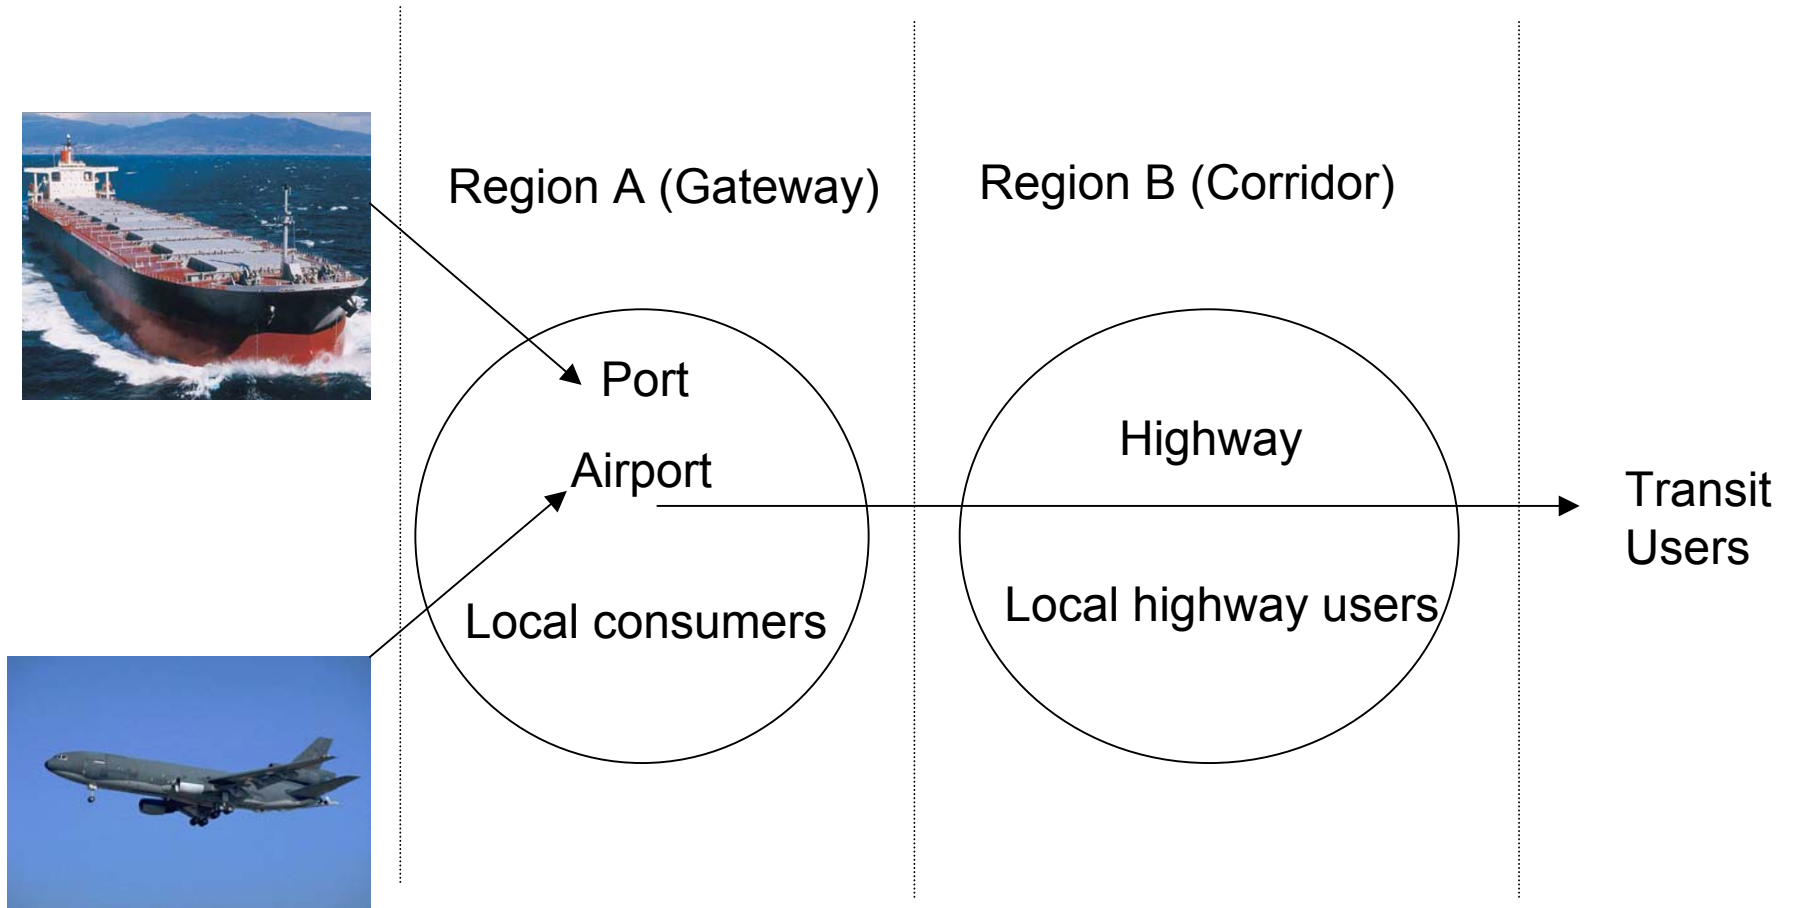 Region A (Gateway)
Region B (Corridor)
Port
Airport
Highway
Transit
Users
Local consumers
Local highway users